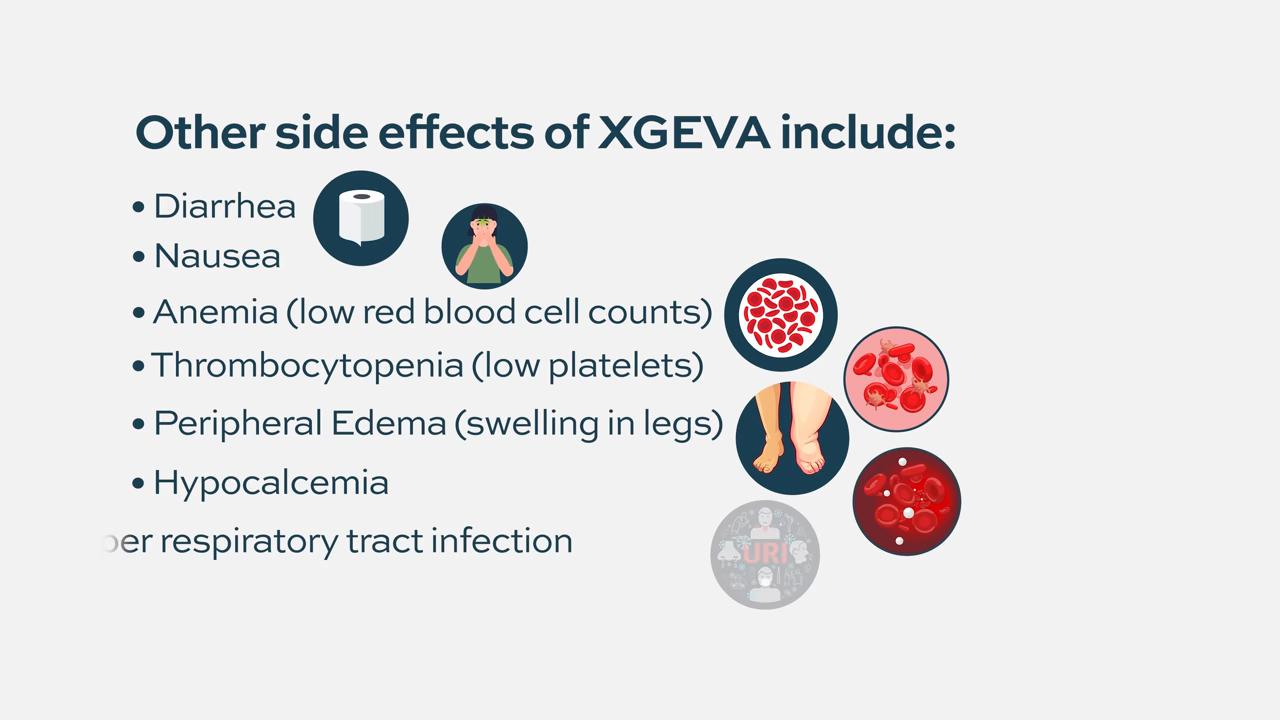 Other side effects of XGEVA include:
• Diarrhea
• Nausea
• Anemia (low red blood cell counts)
• Thrombocytopenia (low platelets)
• Peripheral Edema (swelling in legs)
• Hypocalcemia
per respiratory tract infection
URI